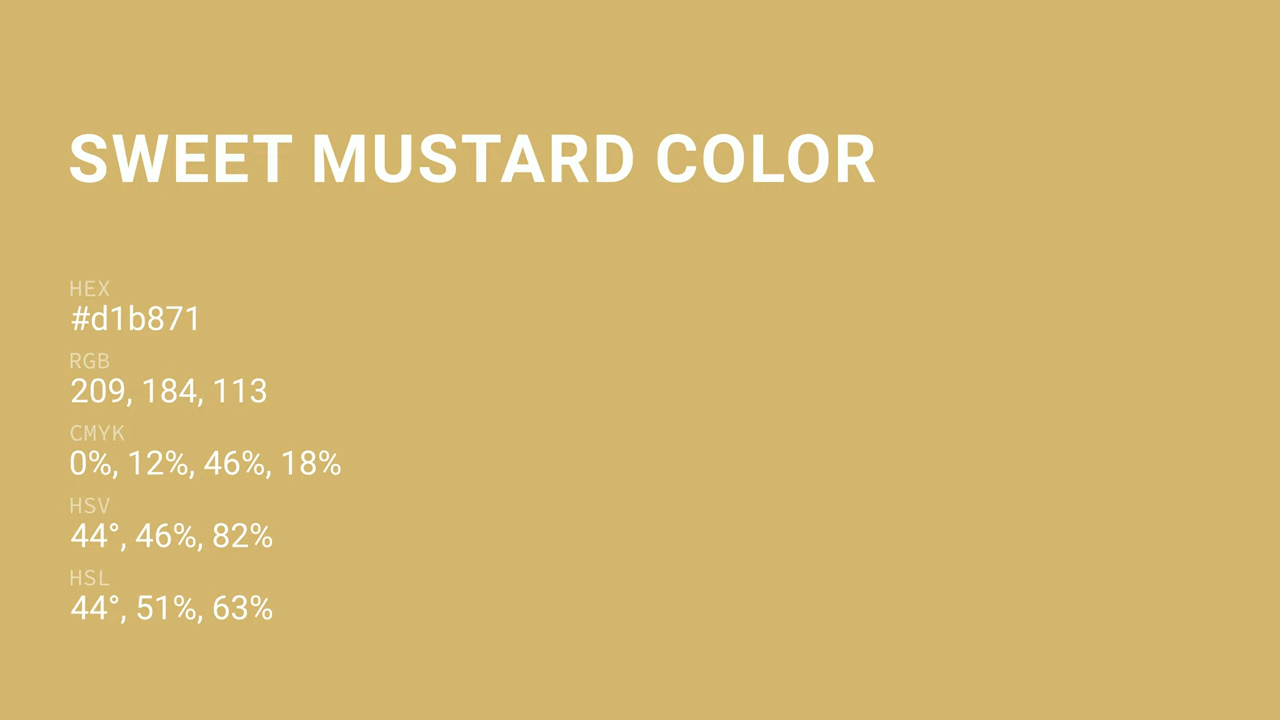 SWEET MUSTARD COLOR
HEX
#d1b871
RGB
209, 184, 113
CMYK
0%, 12%, 46%, 18%
HSV
44°, 46%, 82%
HSL
44°, 51%, 63%